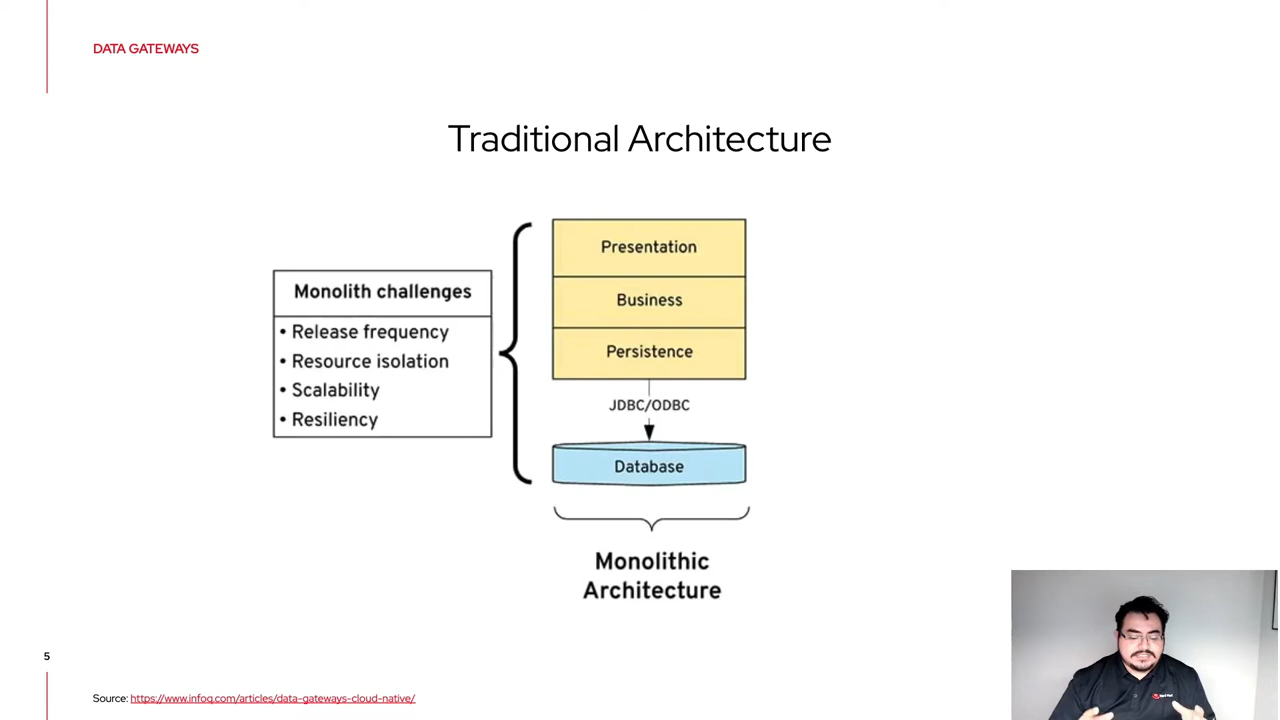 DATA GATEWAYS
Traditional Architecture
Monolith challenges
• Release frequency
• Resource isolation
• Scalability
• Resiliency
Presentation
Business
Persistence
JDBC/ODBC
Database
Monolithic
Architecture
5
Source: https://www.infoq.com/articles/data-gateways-cloud-native/